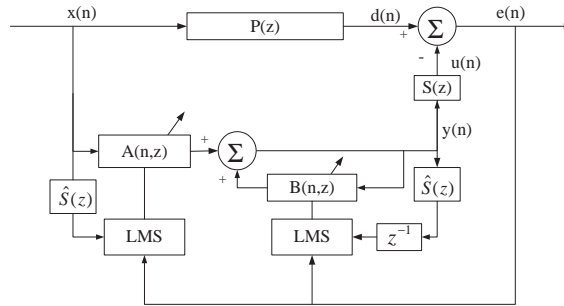 x(n)
P(z)
d(n)
+
Σ
e(n)
-
u(n)
S(z)
y(n)
A(n,z)
+
Σ
+
B(n,z)
Ŝ(z)
Ŝ(z)
LMS
LMS
z⁻¹